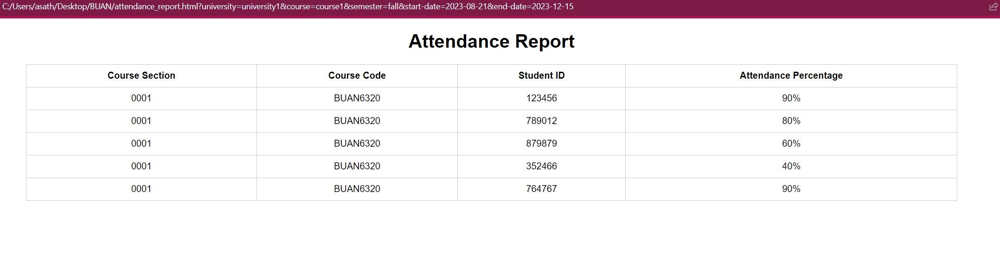 C:/Users/asath/Desktop/BUAN/attendance_report.html?university=university1&course=course1&semester=fall&start-date=2023-08-21&end-date=2023-12-15
Attendance Report
Course Section Course Code Student ID Attendance Percentage
0001 BUAN6320 123456 90%
0001 BUAN6320 789012 80%
0001 BUAN6320 879879 60%
0001 BUAN6320 352466 40%
0001 BUAN6320 764767 90%